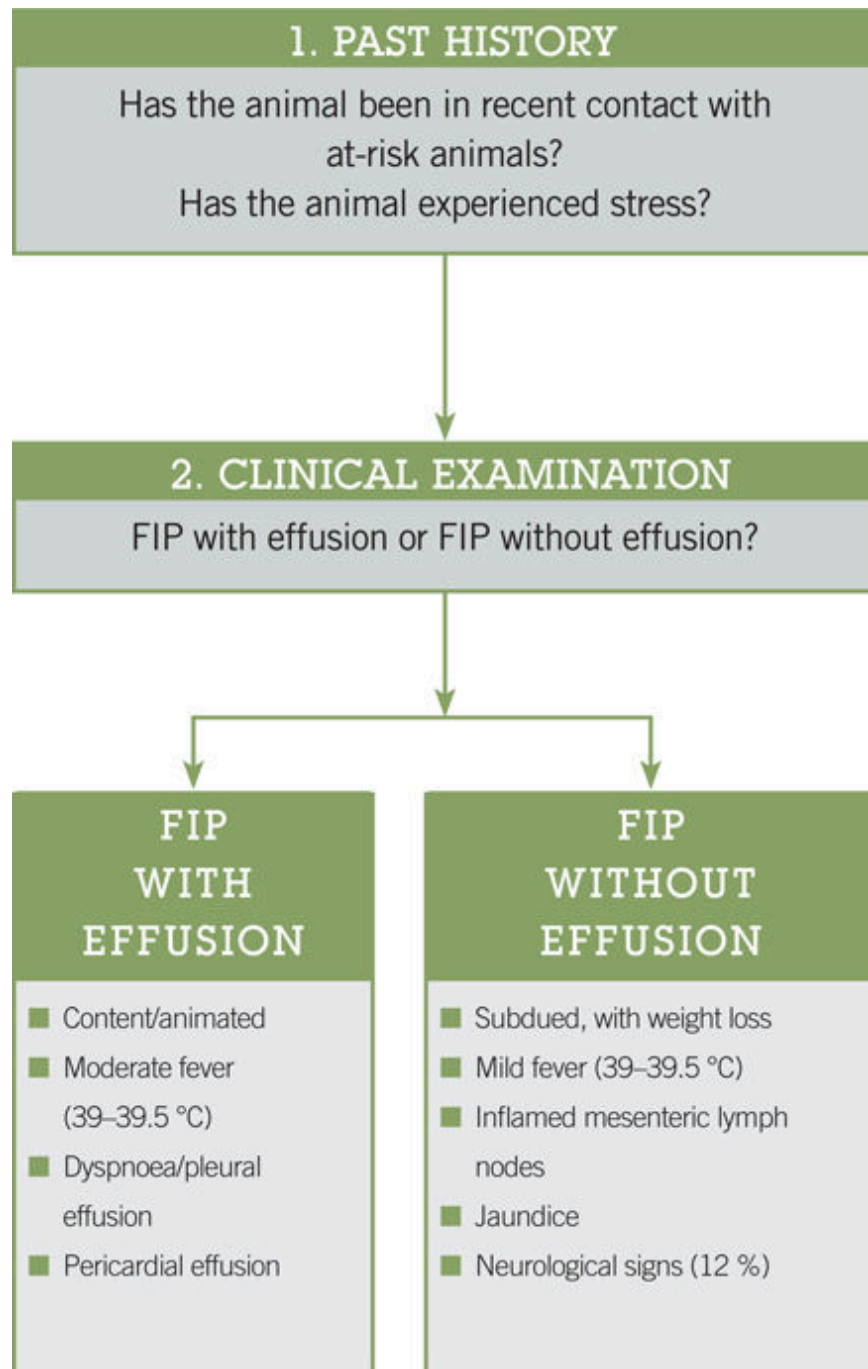 1. PAST HISTORY
Has the animal been in recent contact with
at-risk animals?
Has the animal experienced stress?
2. CLINICAL EXAMINATION
FIP with effusion or FIP without effusion?
FIP
WITH
EFFUSION
■ Content/animated
■ Moderate fever
(39–39.5 °C)
■ Dyspnoea/pleural
effusion
■ Pericardial effusion
FIP
WITHOUT
EFFUSION
■ Subdued, with weight loss
■ Mild fever (39–39.5 °C)
■ Inflamed mesenteric lymph
nodes
■ Jaundice
■ Neurological signs (12 %)